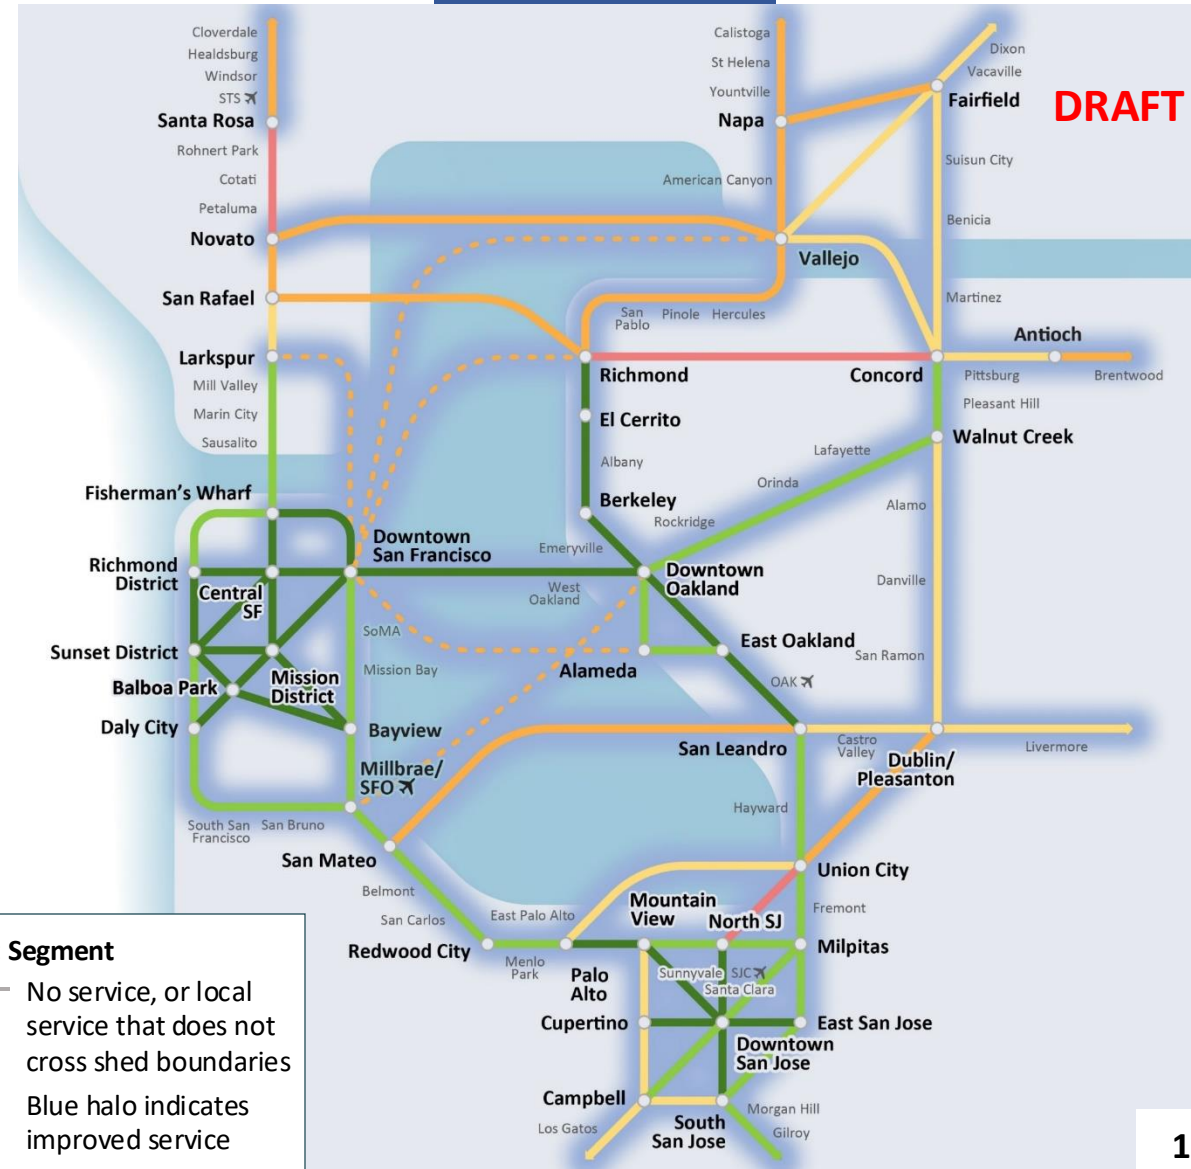 Cloverdale
Healdsburg
Windsor
STS
Santa Rosa
Rohnert Park
Cotati
Petaluma
Novato
San Rafael
Larkspur
Mill Valley
Marin City
Sausalito
Fisherman's Wharf
Calistoga
St Helena
Yountville
Napa
American Canyon
Dixon
Vacaville
Fairfield
DRAFT
Suisun City
Benicia
Vallejo
Martinez
San
Pablo
Pinole
Hercules
Antioch
Richmond
Concord
Pittsburg
Brentwood
Pleasant Hill
El Cerrito
Walnut Creek
Albany
Lafayette
Orinda
Berkeley
Rockridge
Alamo
Emeryville
Downtown
San Francisco
Richmond
District
Central
SF
West
Oakland
Downtown
Oakland
Danville
SoMA
Sunset District
Mission Bay
Mission
District
Balboa Park
Alameda
East Oakland
San Ramon
OAK
Daly City
Bayview
San Leandro
Castro
Valley
Livermore
Dublin/
Pleasanton
Millbrae/
SFO
Hayward
South San
Francisco
San Bruno
San Mateo
Union City
Belmont
San Carlos
East Palo Alto
Mountain
View
North SJ
Fremont
Redwood City
Menlo
Park
Palo
Alto
Sunnyvale
SJC
Santa Clara
Milpitas
Cupertino
East San Jose
Downtown
San Jose
Campbell
Los Gatos
South
San Jose
Morgan Hill
Gilroy
Segment
No service, or local
service that does not
cross shed boundaries
Blue halo indicates
improved service
1